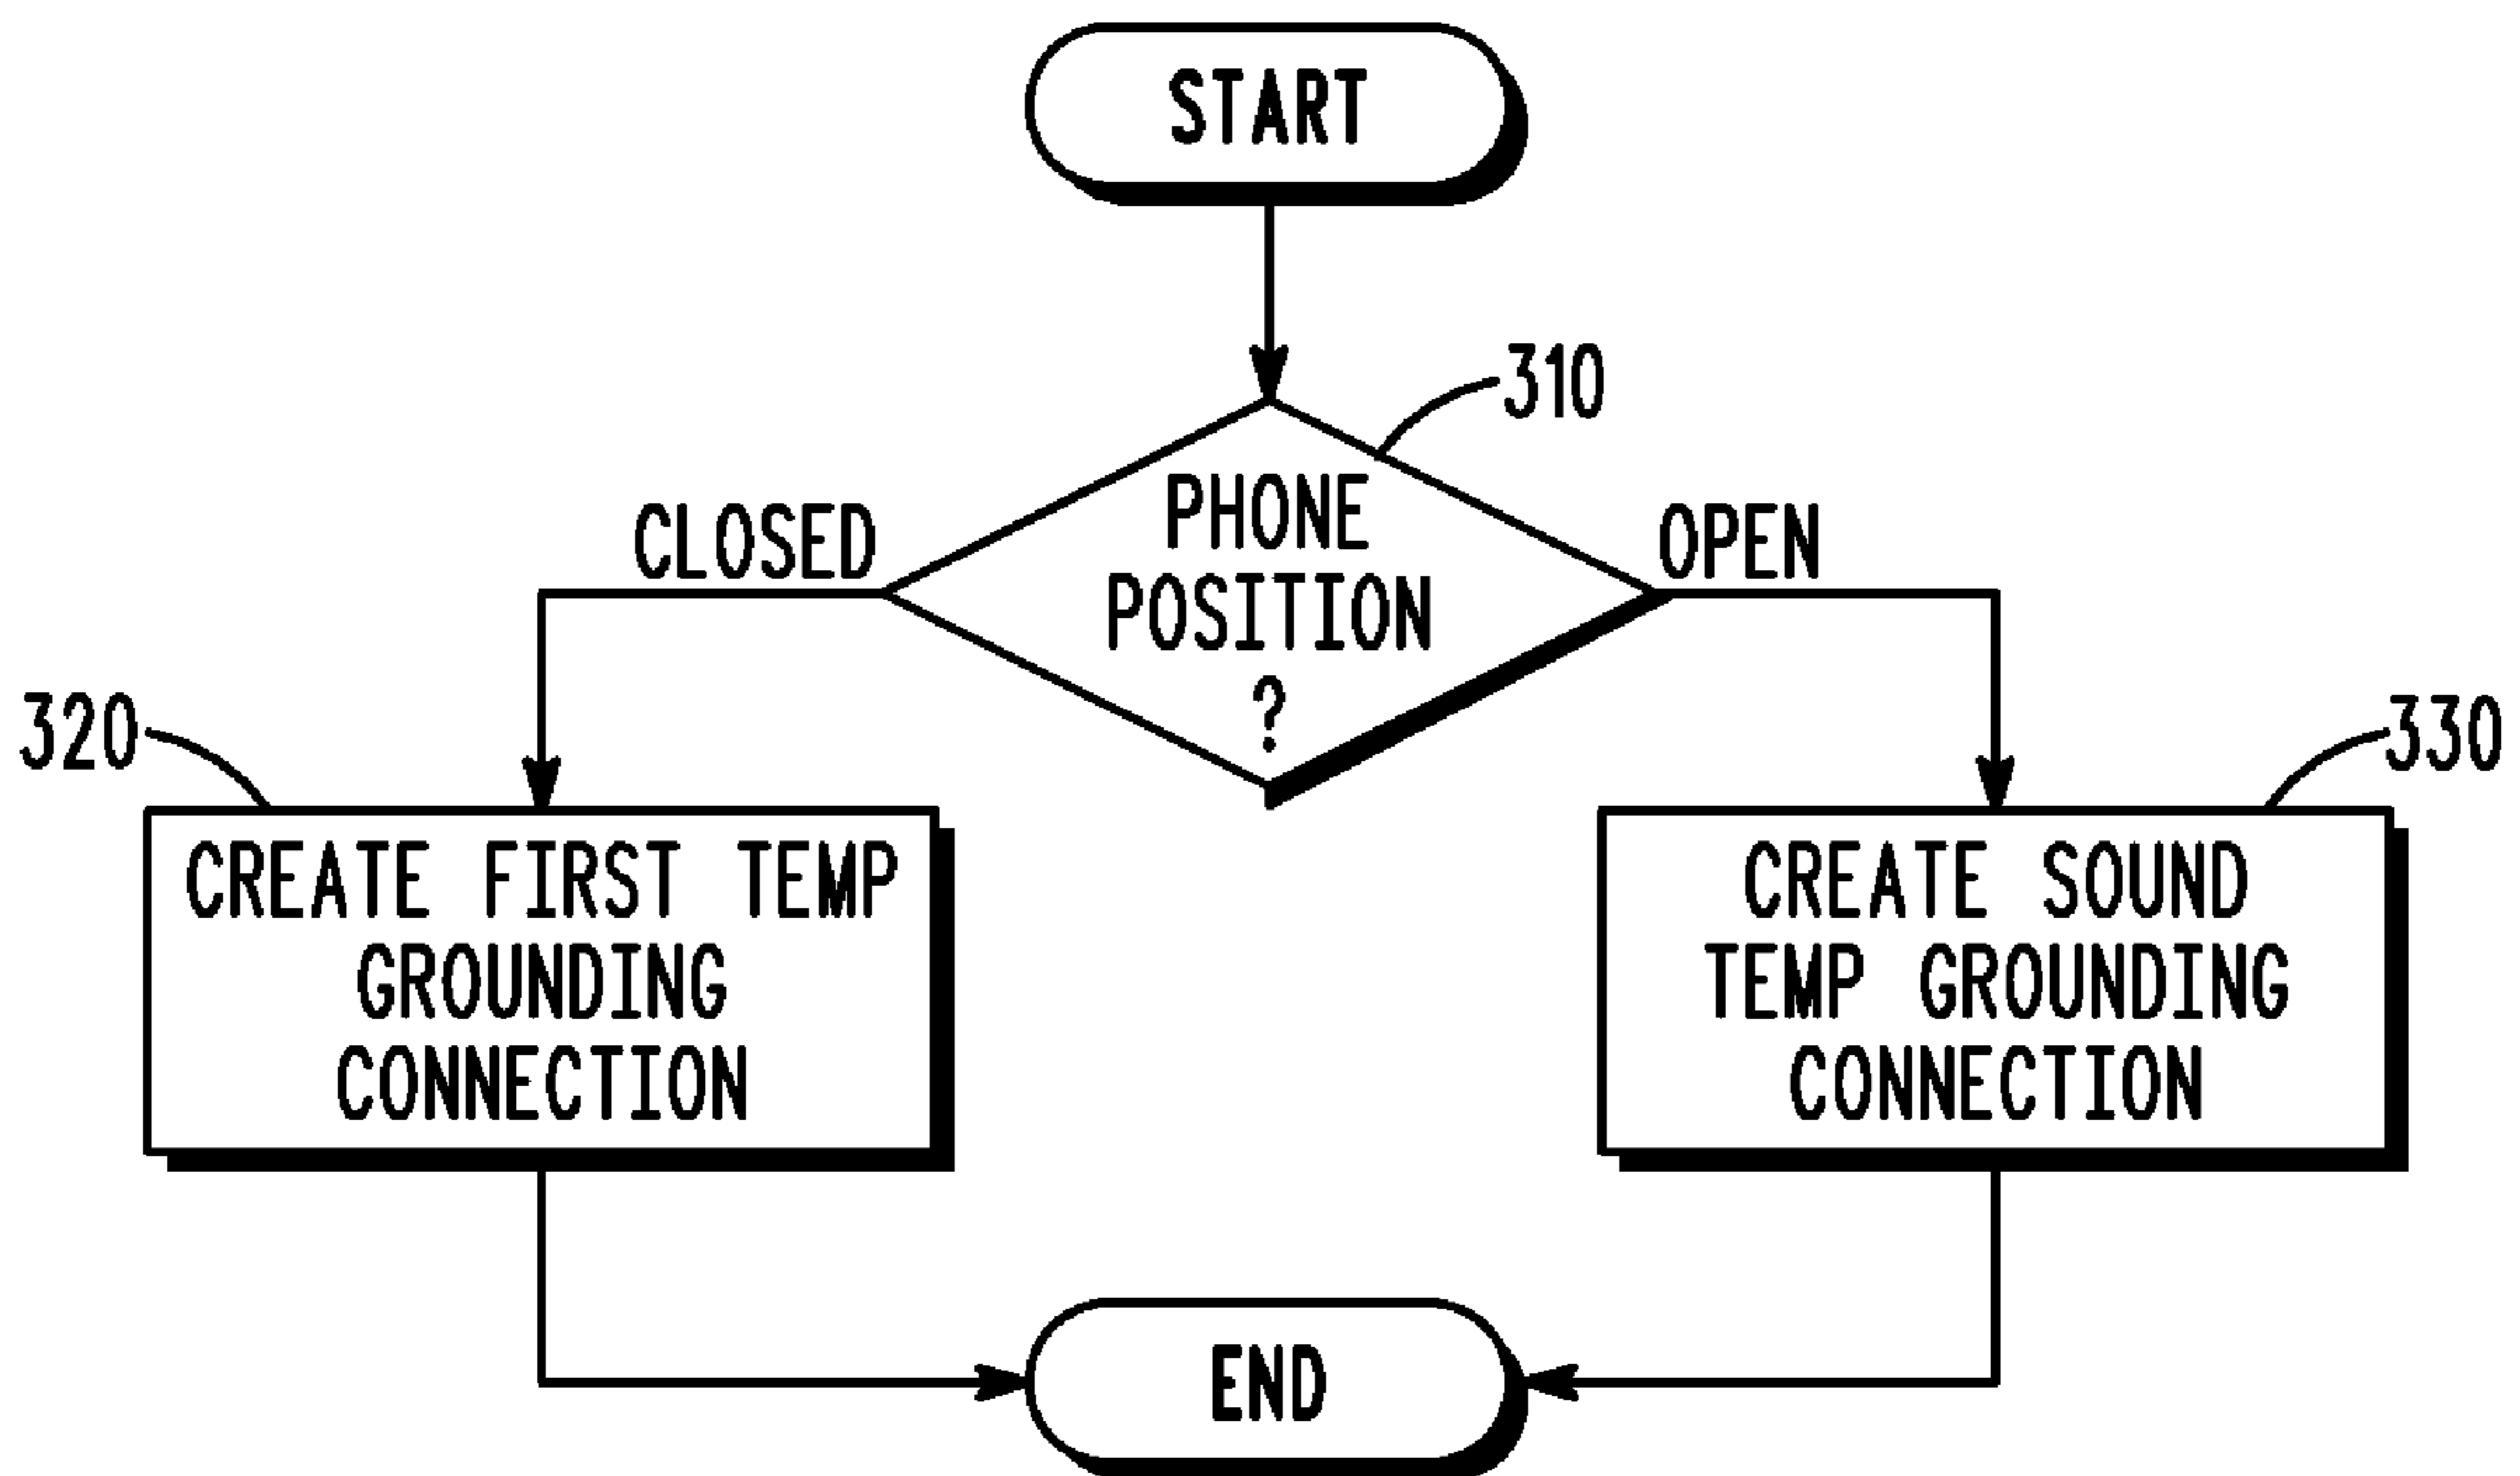 START
310
PHONE
POSITION
?
CLOSED
OPEN
320
330
CREATE FIRST TEMP
GROUNDING
CONNECTION
CREATE SOUND
TEMP GROUNDING
CONNECTION
END